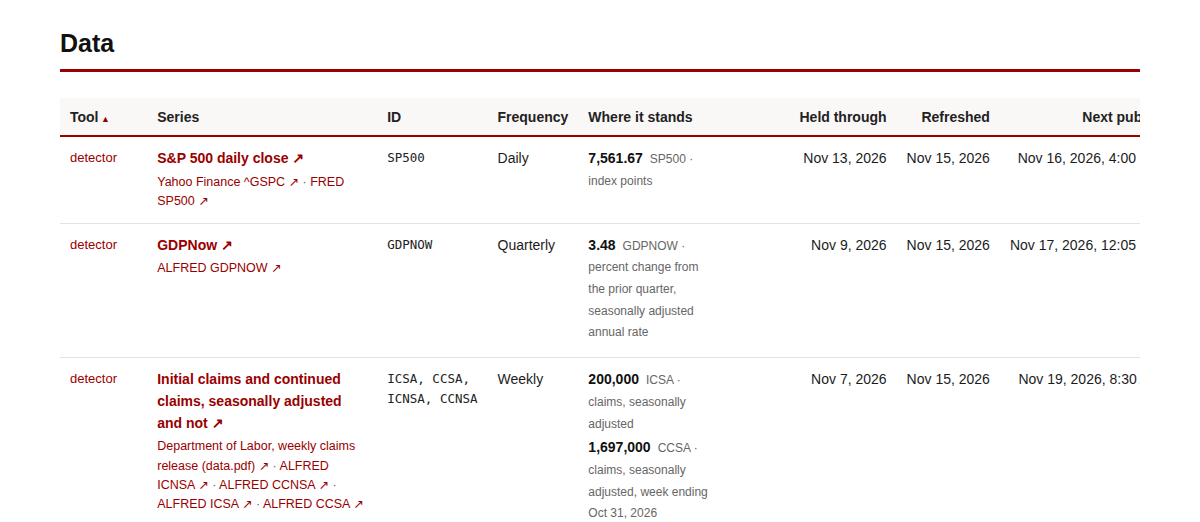 Data
Tool ▲ Series ID Frequency Where it stands Held through Refreshed Next pub
detector S&P 500 daily close ↗ SP500 Daily 7,561.67 SP500 · Nov 13, 2026 Nov 15, 2026 Nov 16, 2026, 4:00
Yahoo Finance ^GSPC ↗ · FRED index points
SP500 ↗
detector GDPNow ↗ GDPNOW Quarterly 3.48 GDPNOW · Nov 9, 2026 Nov 15, 2026 Nov 17, 2026, 12:05
ALFRED GDPNOW ↗ percent change from
the prior quarter,
seasonally adjusted
annual rate
detector Initial claims and continued ICSA, CCSA, Weekly 200,000 ICSA · Nov 7, 2026 Nov 15, 2026 Nov 19, 2026, 8:30
claims, seasonally adjusted ICNSA, CCNSA claims, seasonally
and not ↗ adjusted
Department of Labor, weekly claims 1,697,000 CCSA ·
release (data.pdf) ↗ · ALFRED claims, seasonally
ICNSA ↗ · ALFRED CCNSA ↗ · adjusted, week ending
ALFRED ICSA ↗ · ALFRED CCSA ↗ Oct 31, 2026